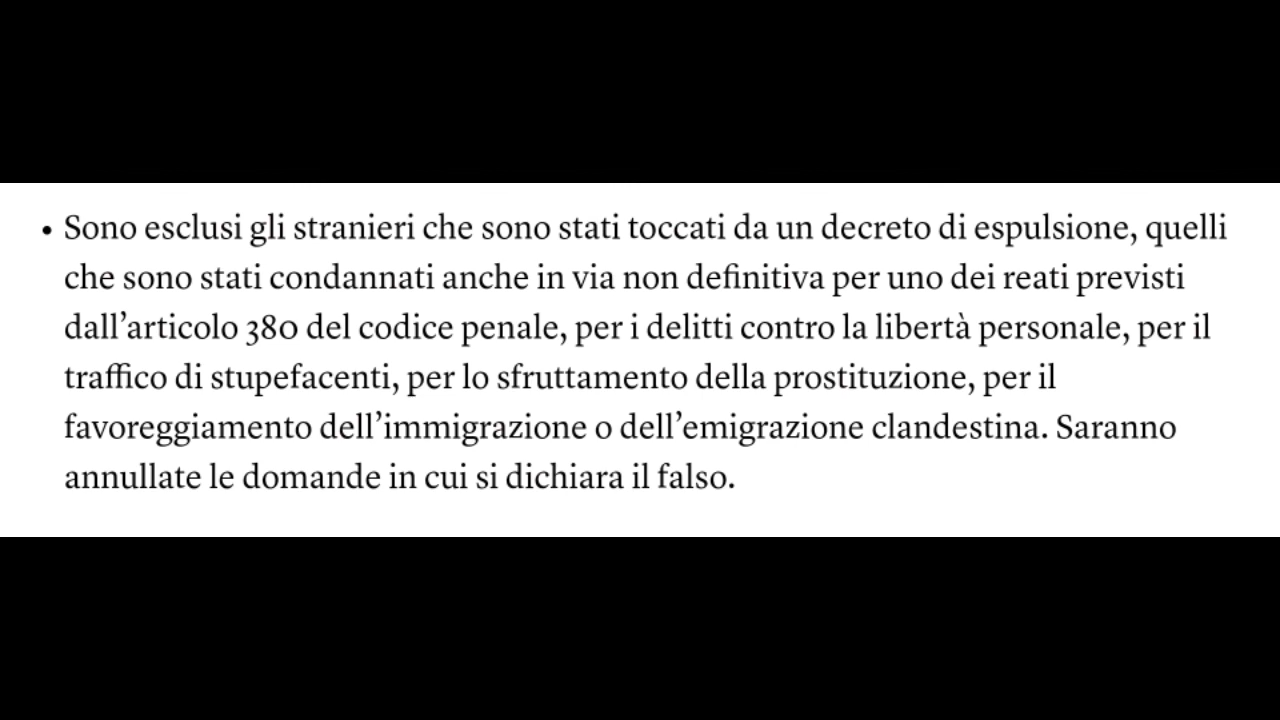 • Sono esclusi gli stranieri che sono stati toccati da un decreto di espulsione, quelli
che sono stati condannati anche in via non definitiva per uno dei reati previsti
dall’articolo 380 del codice penale, per i delitti contro la libertà personale, per il
traffico di stupefacenti, per lo sfruttamento della prostituzione, per il
favoreggiamento dell’immigrazione o dell’emigrazione clandestina. Saranno
annullate le domande in cui si dichiara il falso.